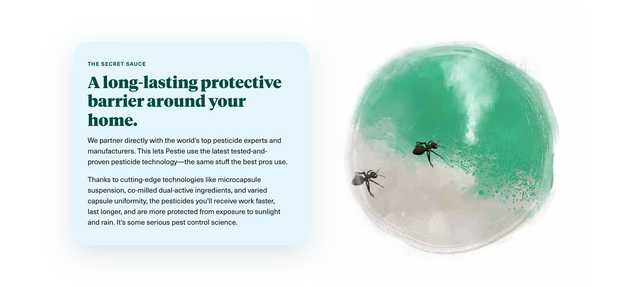 THE SECRET SAUCE
A long-lasting protective
barrier around your
home.
We partner directly with the world's top pesticide experts and
manufacturers. This lets Pestie use the latest tested-and-
proven pesticide technology—the same stuff the best pros use.
Thanks to cutting-edge technologies like microcapsule
suspension, co-milled dual-active ingredients, and varied
capsule uniformity, the pesticides you'll receive work faster,
last longer, and are more protected from exposure to sunlight
and rain. It's some serious pest control science.